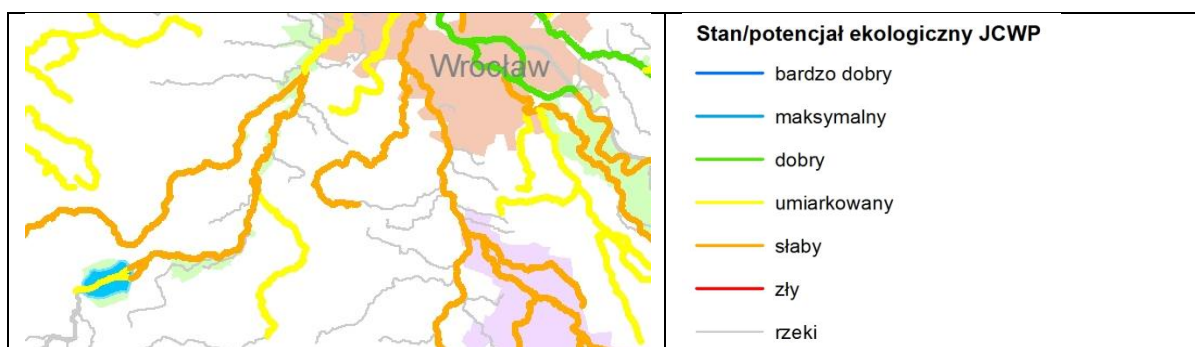 Wrocław
Stan/potencjał ekologiczny JCWP
bardzo dobry
maksymalny
dobry
umiarkowany
słaby
zły
rzeki